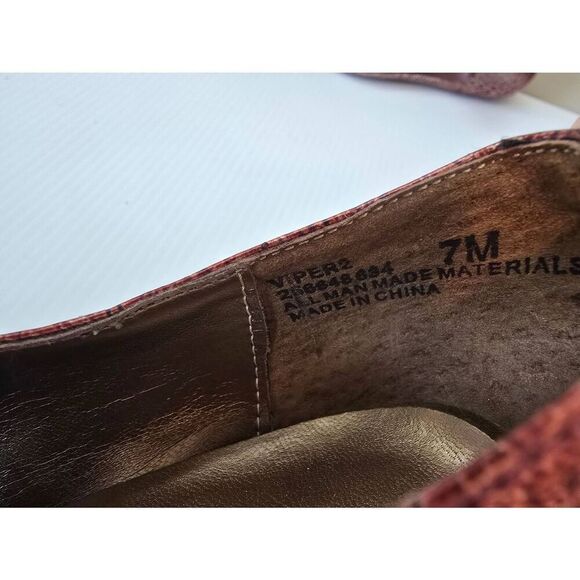 VIPER2
7M
ALL MAN MADE MATERIALS
MADE IN CHINA